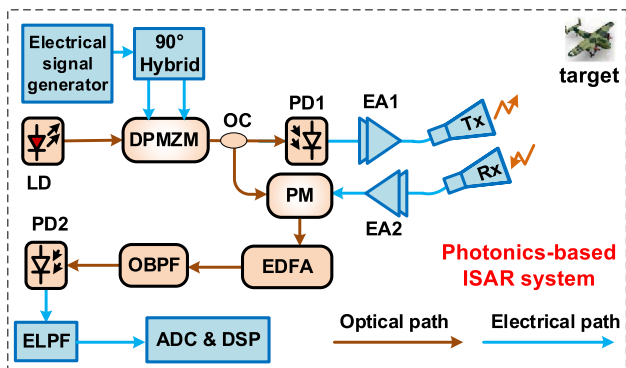 Electrical
signal
generator
90°
Hybrid
target
OC
PD1
EA1
Tx
DPMZM
LD
Rx
PM
EA2
PD2
Photonics-based
ISAR system
OBPF
EDFA
Optical path
Electrical path
ELPF
ADC & DSP